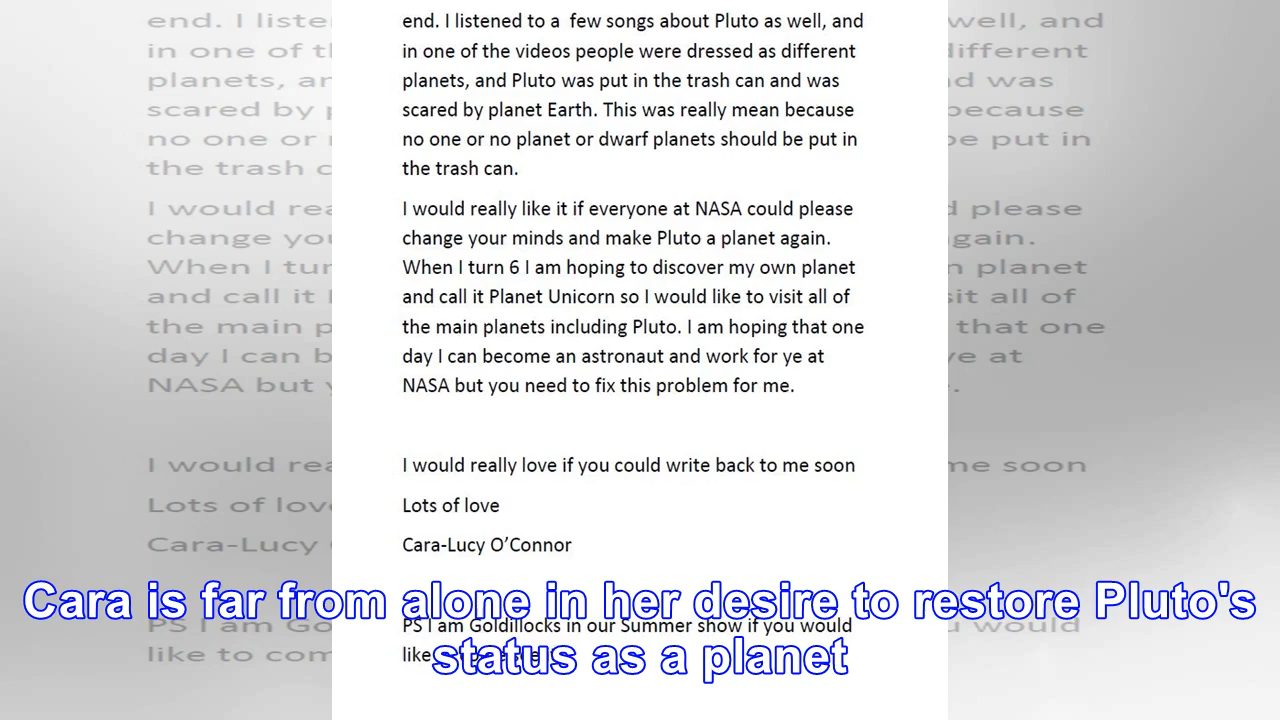 end. I listened to a few songs about Pluto as well, and
in one of the videos people were dressed as different
planets, and Pluto was put in the trash can and was
scared by planet Earth. This was really mean because
no one or no planet or dwarf planets should be put in
the trash can.
I would really like it if everyone at NASA could please
change your minds and make Pluto a planet again.
When I turn 6 I am hoping to discover my own planet
and call it Planet Unicorn so I would like to visit all of
the main planets including Pluto. I am hoping that one
day I can become an astronaut and work for ye at
NASA but you need to fix this problem for me.
I would really love if you could write back to me soon
Lots of love
Cara-Lucy O’Connor
PS I am Goldillocks in our Summer show if you would
like
Cara is far from alone in her desire to restore Pluto's
status as a planet